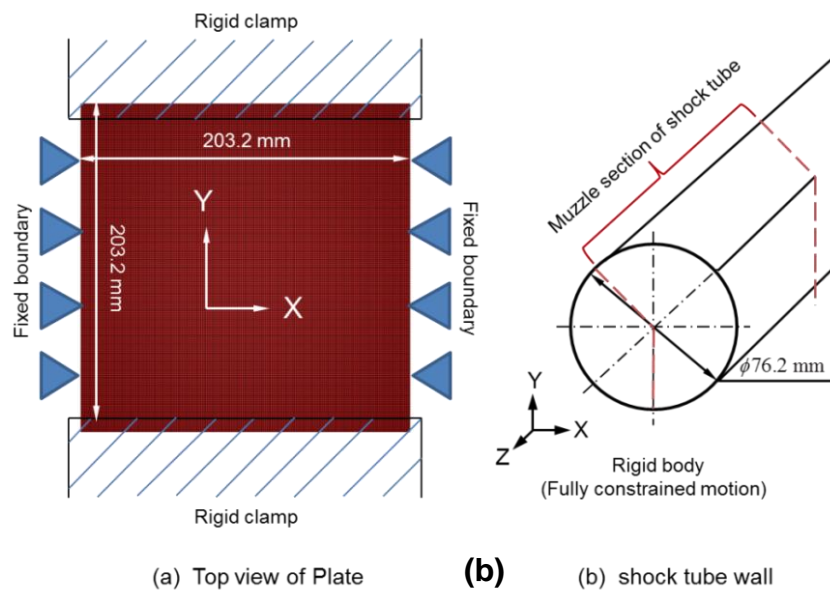 Rigid clamp
203.2 mm
203.2 mm
Fixed boundary
Fixed boundary
Y
X
Rigid clamp
Muzzle section of shock tube
ϕ76.2 mm
Y
X
Z
Rigid body
(Fully constrained motion)
(a) Top view of Plate
(b)
(b) shock tube wall